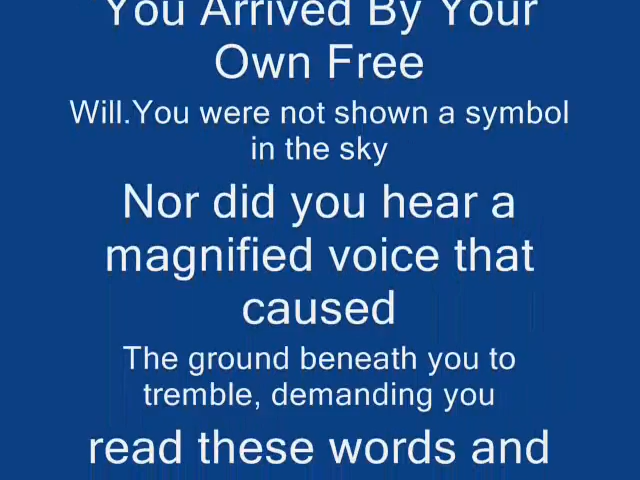 You Arrived By Your
Own Free
Will.You were not shown a symbol
in the sky
Nor did you hear a
magnified voice that
caused
The ground beneath you to
tremble, demanding you
read these words and